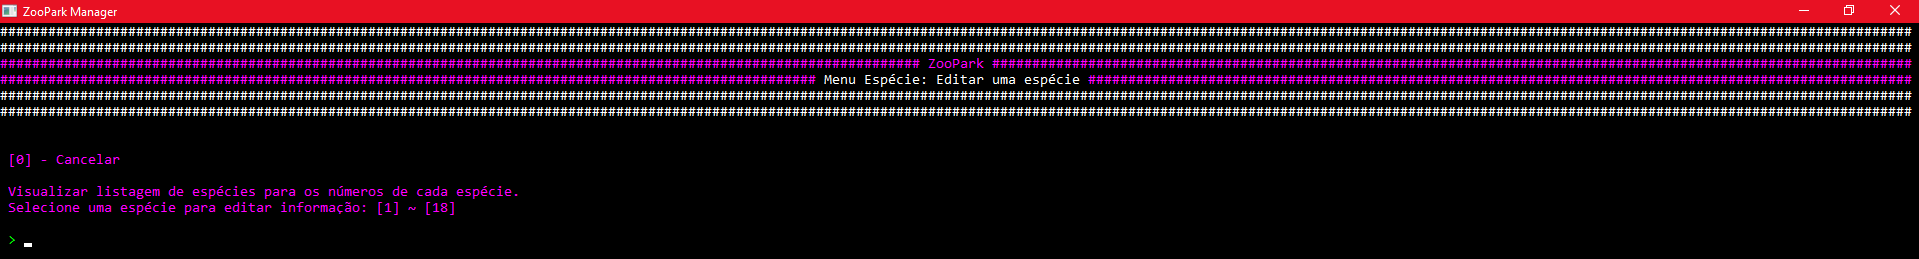 ZooPark Manager
################################################################################################################################################################################################################################################
################################################################################################################################################################################################################################################
################################################################################################################### ZooPark ###################################################################################################################
###################################################################################################### Menu Espécie: Editar uma espécie #######################################################################################################
################################################################################################################################################################################################################################################
################################################################################################################################################################################################################################################
[0] - Cancelar
Visualizar listagem de espécies para os números de cada espécie.
Selecione uma espécie para editar informação: [1] ~ [18]
>